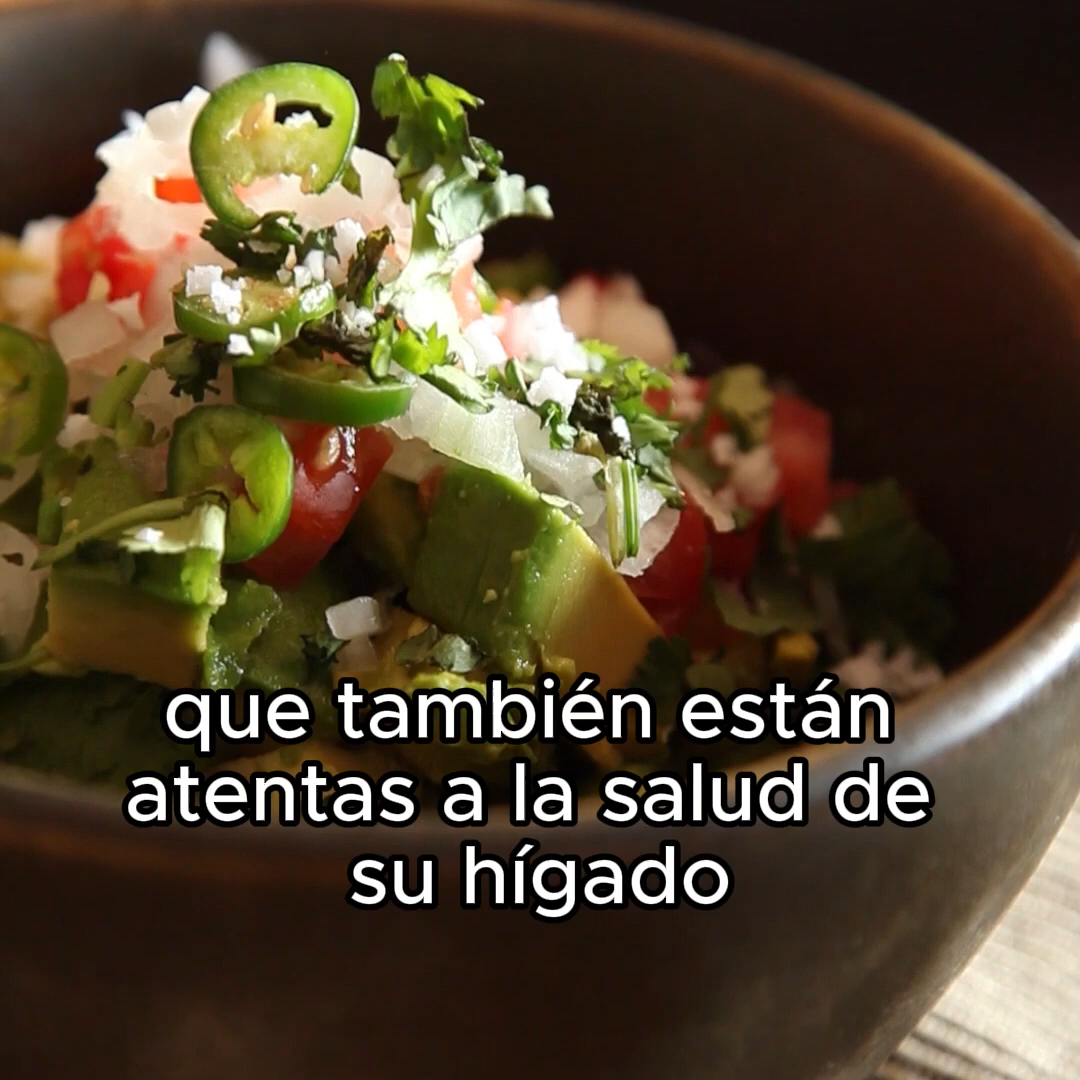 que también están
atentas a la salud de
su hígado